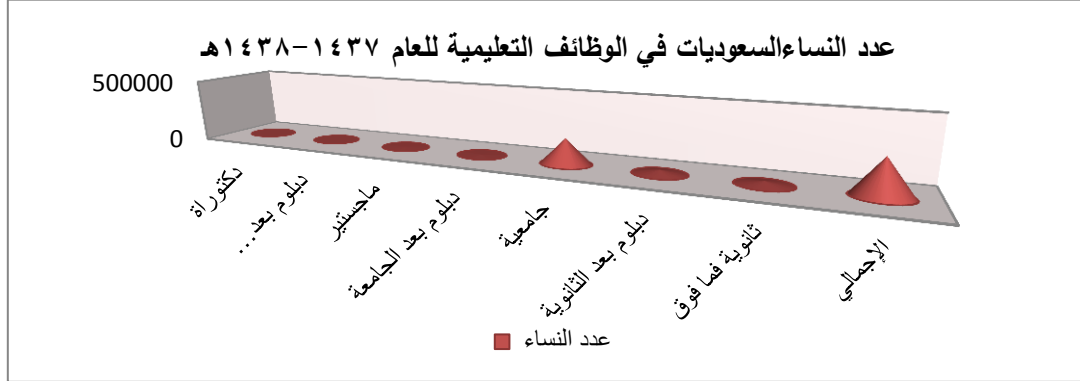 عدد النساءالسعوديات في الوظائف التعليمية للعام ١٤٣٧-١٤٣٨هـ
500000
0
دكتوراة
دبلوم بعد...
ماجستير
دبلوم بعد الجامعة
جامعية
دبلوم بعد الثانوية
ثانوية فما فوق
الإجمالي
عدد النساء